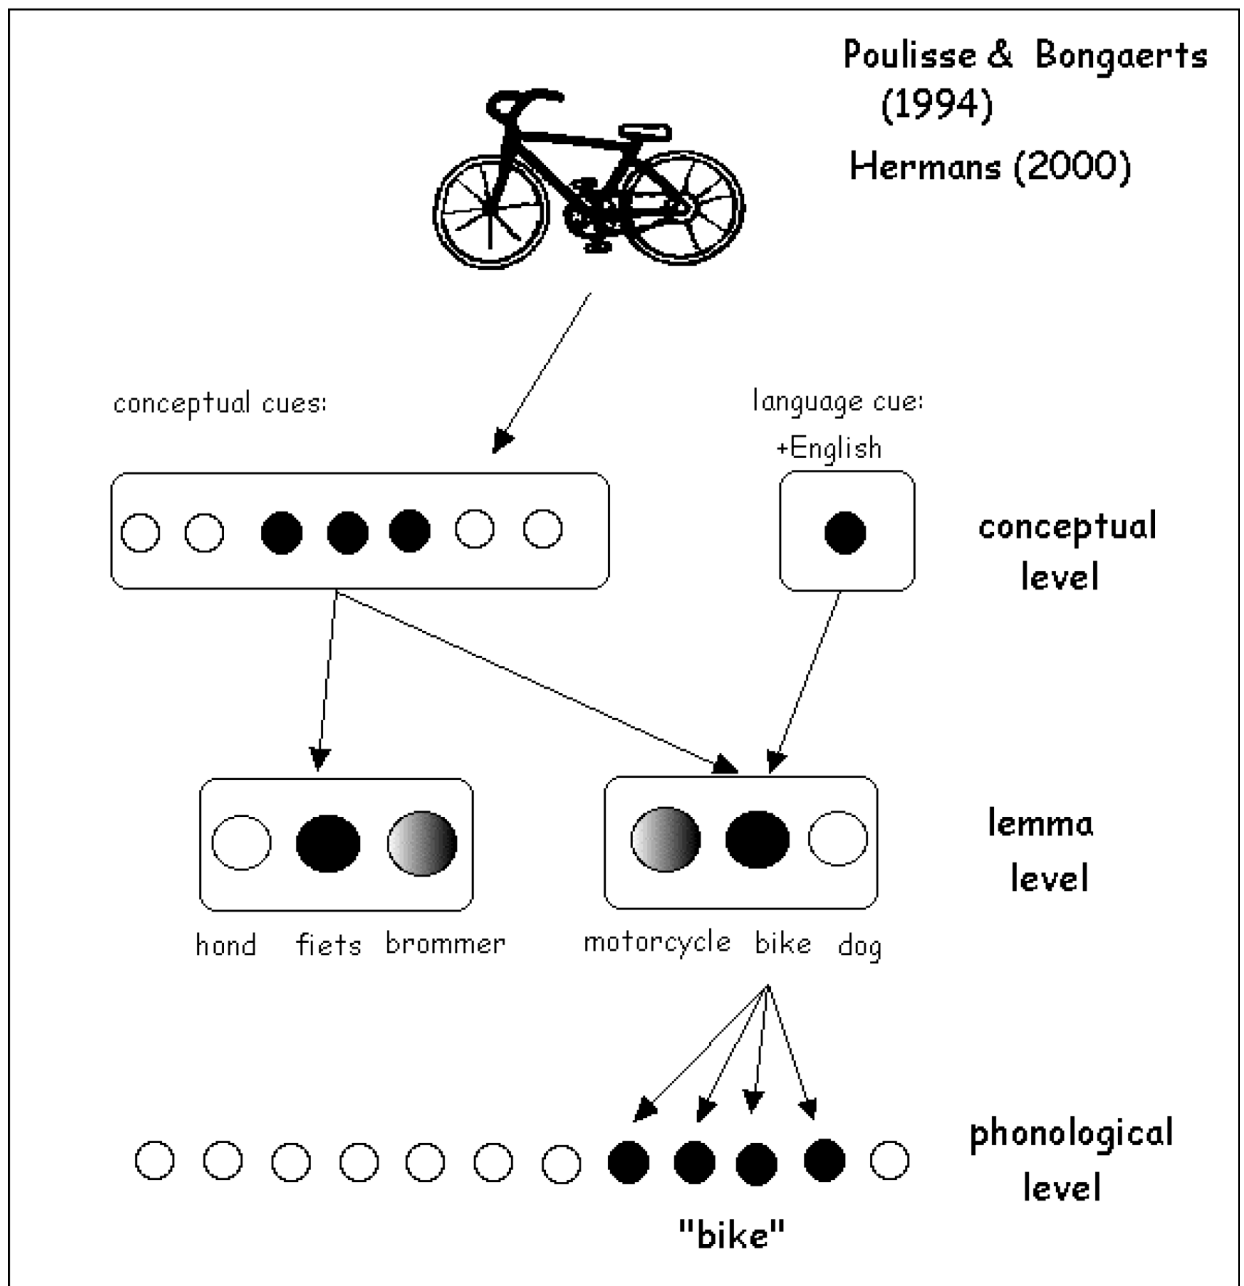 Poulisse & Bongaerts
(1994)
Hermans (2000)
conceptual cues:
language cue:
+English
conceptual
level
lemma
level
hond fiets brommer
motorcycle bike dog
phonological
level
"bike"